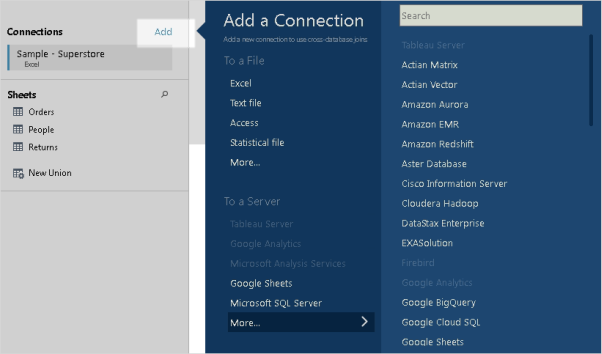 Connections
Add
Sample - Superstore
Excel
Sheets
Orders
People
Returns
New Union
Add a Connection
Add a new connection to use cross-database joins
To a File
Excel
Text file
Access
Statistical file
More...
To a Server
Tableau Server
Google Analytics
Microsoft Analysis Services
Google Sheets
Microsoft SQL Server
More...
Search
Tableau Server
Actian Matrix
Actian Vector
Amazon Aurora
Amazon EMR
Amazon Redshift
Aster Database
Cisco Information Server
Cloudera Hadoop
DataStax Enterprise
EXASolution
Firebird
Google Analytics
Google BigQuery
Google Cloud SQL
Google Sheets